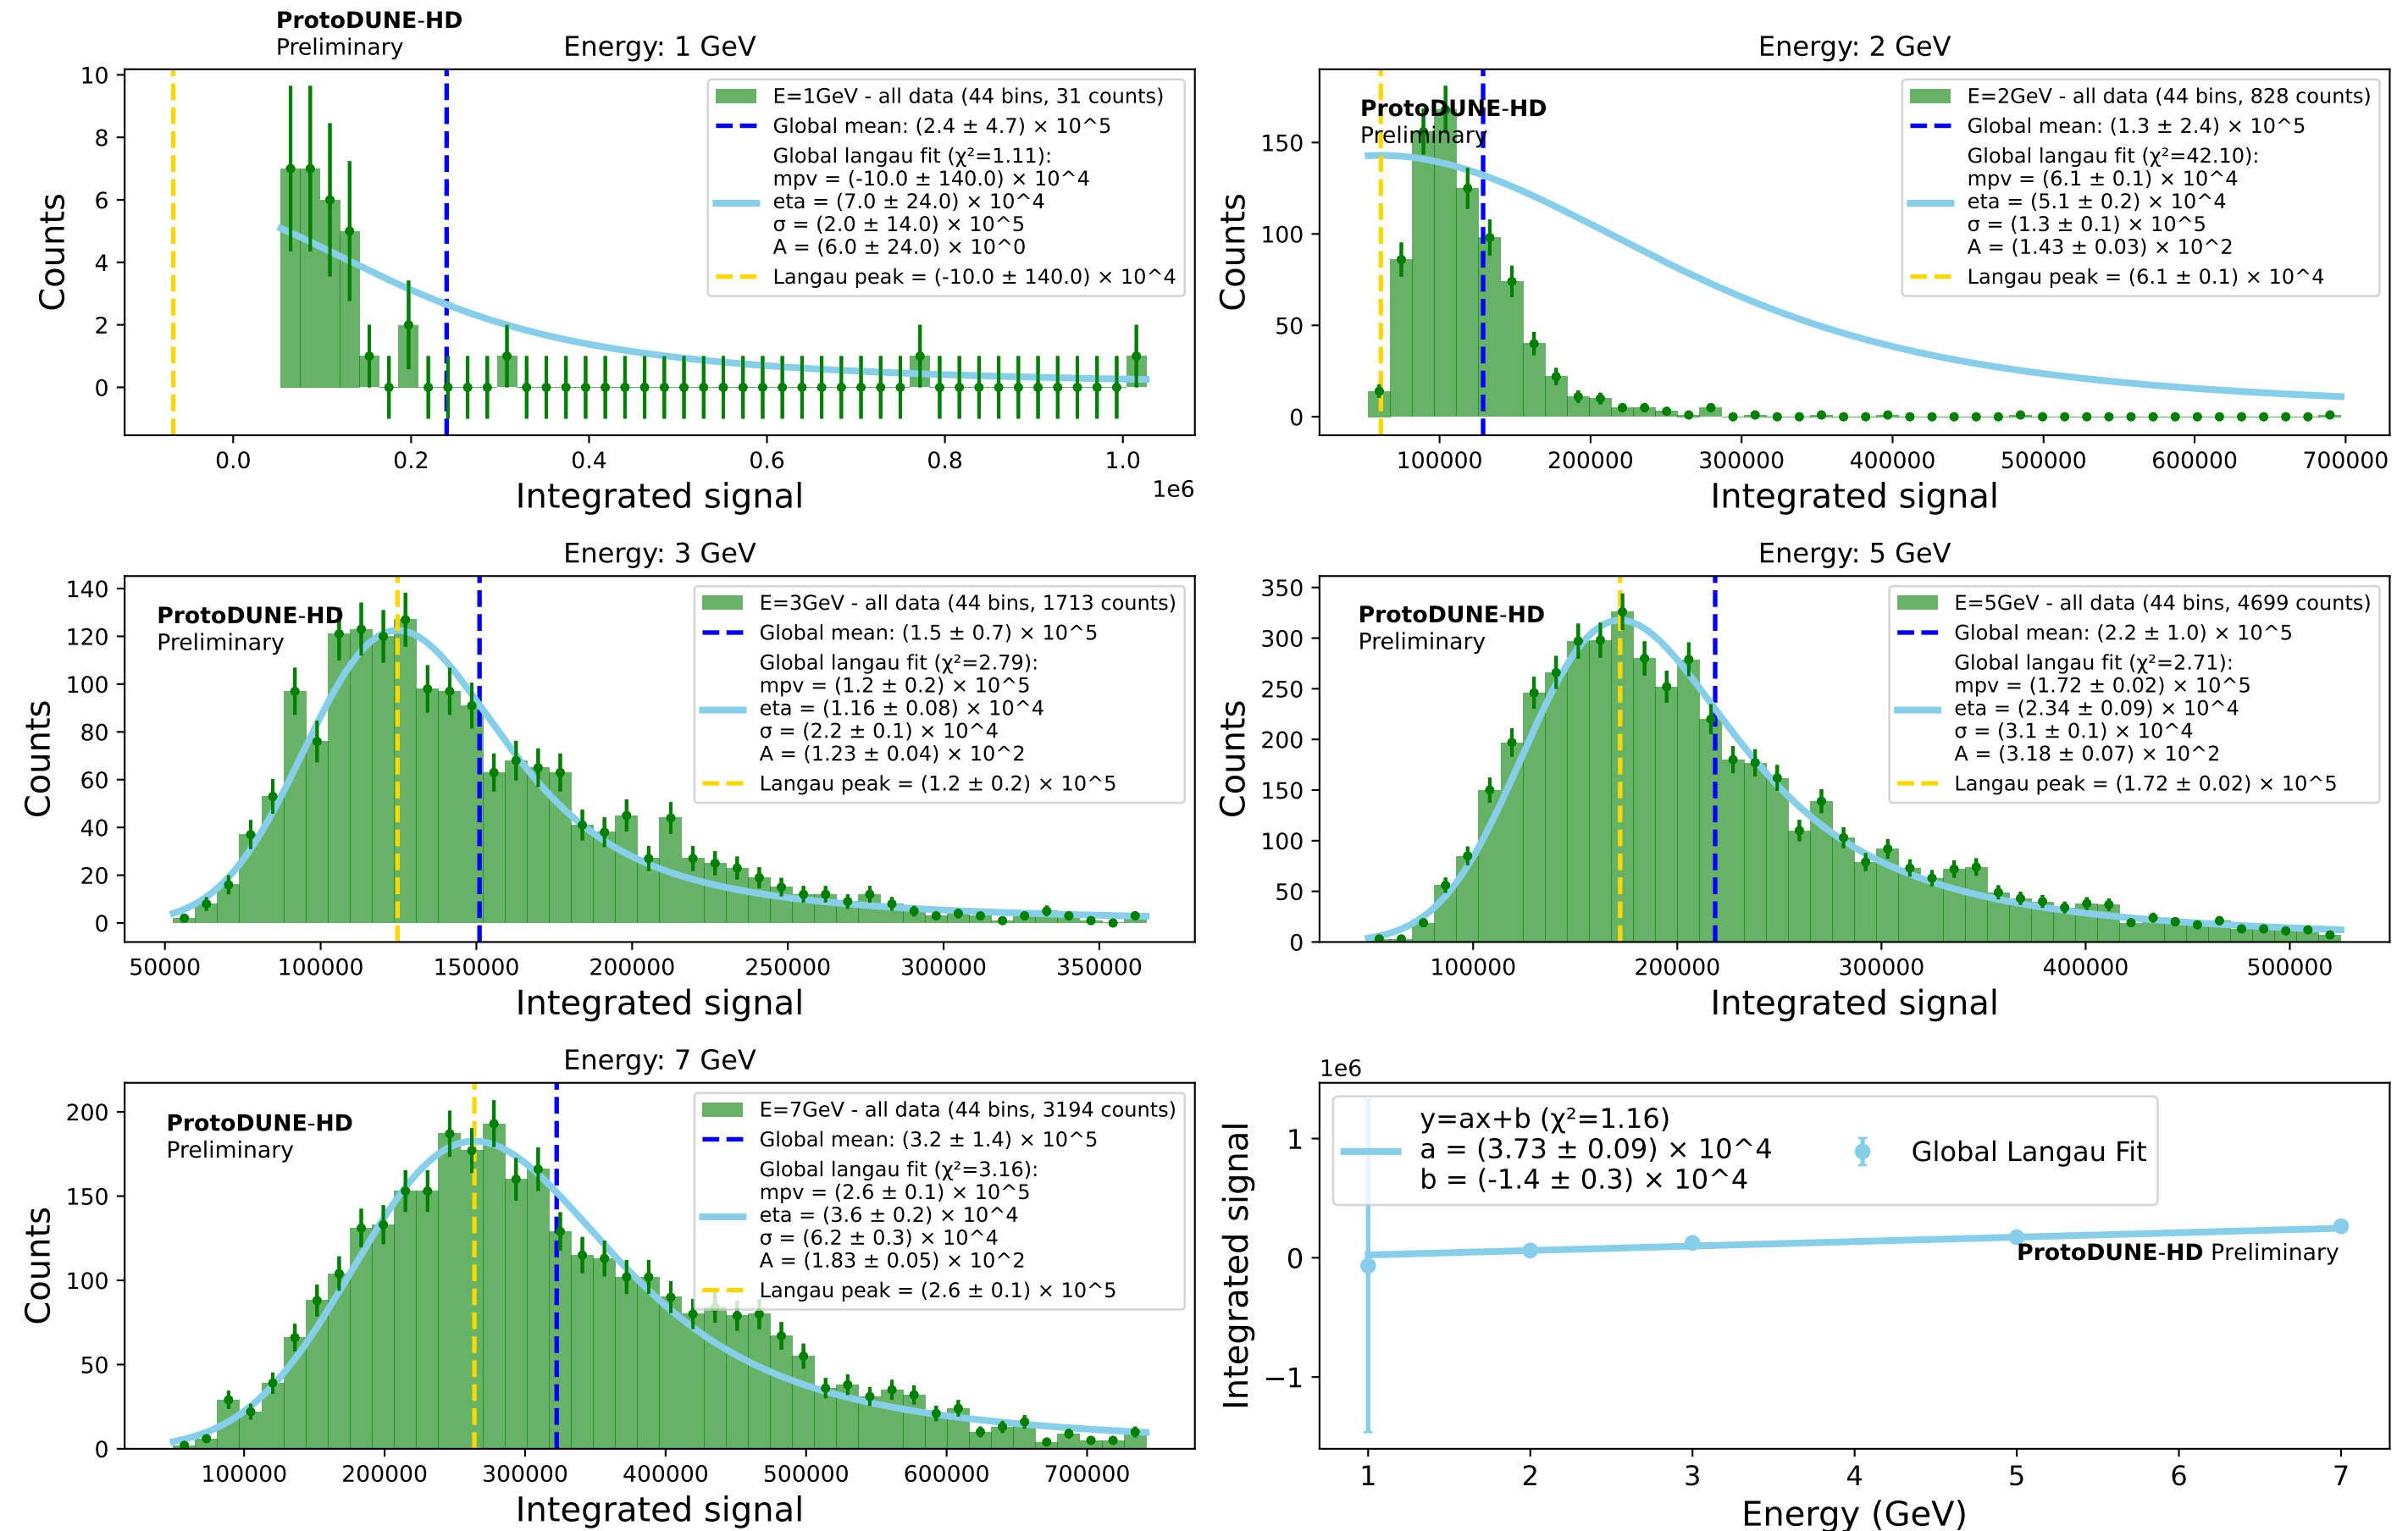 ProtoDUNE-HD
Preliminary
Energy: 1 GeV
Counts
10
8
6
4
2
0
E=1GeV - all data (44 bins, 31 counts)
Global mean: (2.4 ± 4.7) × 10^5
Global langau fit (χ²=1.11):
mpv = (-10.0 ± 140.0) × 10^4
eta = (7.0 ± 24.0) × 10^4
σ = (2.0 ± 14.0) × 10^5
A = (6.0 ± 24.0) × 10^0
Langau peak = (-10.0 ± 140.0) × 10^4
0.0 0.2 0.4 0.6 0.8 1.0
1e6
Integrated signal
Energy: 2 GeV
Counts
150
100
50
0
ProtoDUNE-HD
Preliminary
E=2GeV - all data (44 bins, 828 counts)
Global mean: (1.3 ± 2.4) × 10^5
Global langau fit (χ²=42.10):
mpv = (6.1 ± 0.1) × 10^4
eta = (5.1 ± 0.2) × 10^4
σ = (1.3 ± 0.1) × 10^5
A = (1.43 ± 0.03) × 10^2
Langau peak = (6.1 ± 0.1) × 10^4
100000 200000 300000 400000 500000 600000 700000
Integrated signal
Energy: 3 GeV
Counts
140
120
100
80
60
40
20
0
ProtoDUNE-HD
Preliminary
E=3GeV - all data (44 bins, 1713 counts)
Global mean: (1.5 ± 0.7) × 10^5
Global langau fit (χ²=2.79):
mpv = (1.2 ± 0.2) × 10^5
eta = (1.16 ± 0.08) × 10^4
σ = (2.2 ± 0.1) × 10^4
A = (1.23 ± 0.04) × 10^2
Langau peak = (1.2 ± 0.2) × 10^5
50000 100000 150000 200000 250000 300000 350000
Integrated signal
Energy: 5 GeV
Counts
350
300
250
200
150
100
50
0
ProtoDUNE-HD
Preliminary
E=5GeV - all data (44 bins, 4699 counts)
Global mean: (2.2 ± 1.0) × 10^5
Global langau fit (χ²=2.71):
mpv = (1.72 ± 0.02) × 10^5
eta = (2.34 ± 0.09) × 10^4
σ = (3.1 ± 0.1) × 10^4
A = (3.18 ± 0.07) × 10^2
Langau peak = (1.72 ± 0.02) × 10^5
100000 200000 300000 400000 500000
Integrated signal
Energy: 7 GeV
Counts
200
150
100
50
0
ProtoDUNE-HD
Preliminary
E=7GeV - all data (44 bins, 3194 counts)
Global mean: (3.2 ± 1.4) × 10^5
Global langau fit (χ²=3.16):
mpv = (2.6 ± 0.1) × 10^5
eta = (3.6 ± 0.2) × 10^4
σ = (6.2 ± 0.3) × 10^4
A = (1.83 ± 0.05) × 10^2
Langau peak = (2.6 ± 0.1) × 10^5
100000 200000 300000 400000 500000 600000 700000
Integrated signal
1e6
Integrated signal
1
0
−1
y=ax+b (χ²=1.16)
a = (3.73 ± 0.09) × 10^4
b = (-1.4 ± 0.3) × 10^4
Global Langau Fit
ProtoDUNE-HD Preliminary
1 2 3 4 5 6 7
Energy (GeV)